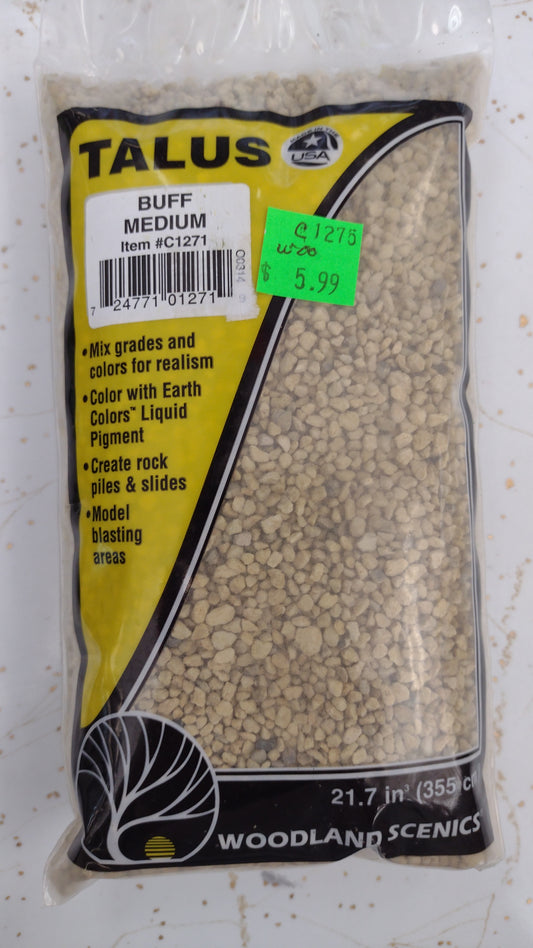 TALUS
MADE IN THE
USA
BUFF
MEDIUM
Item #C1271
7 24771 01271
00314
C1275
woo
$ 5.99
•Mix grades and
colors for realism
•Color with Earth
Colors™ Liquid
Pigment
•Create rock
piles & slides
•Model
blasting
areas
21.7 in³ (355 c
WOODLAND SCENICS